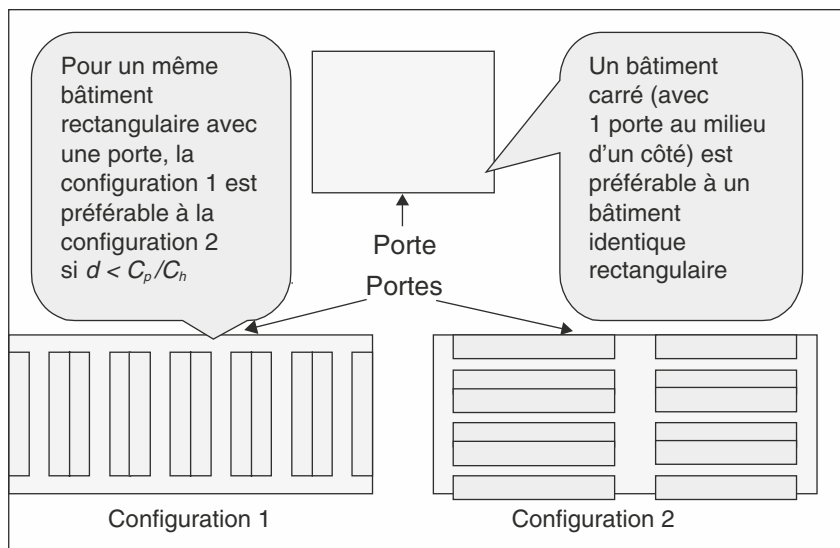 Pour un même
bâtiment
rectangulaire avec
une porte, la
configuration 1 est
préférable à la
configuration 2
si d < Cp/Ch
Un bâtiment
carré (avec
1 porte au milieu
d'un côté) est
préférable à un
bâtiment
identique
rectangulaire
Porte
Portes
Configuration 1
Configuration 2